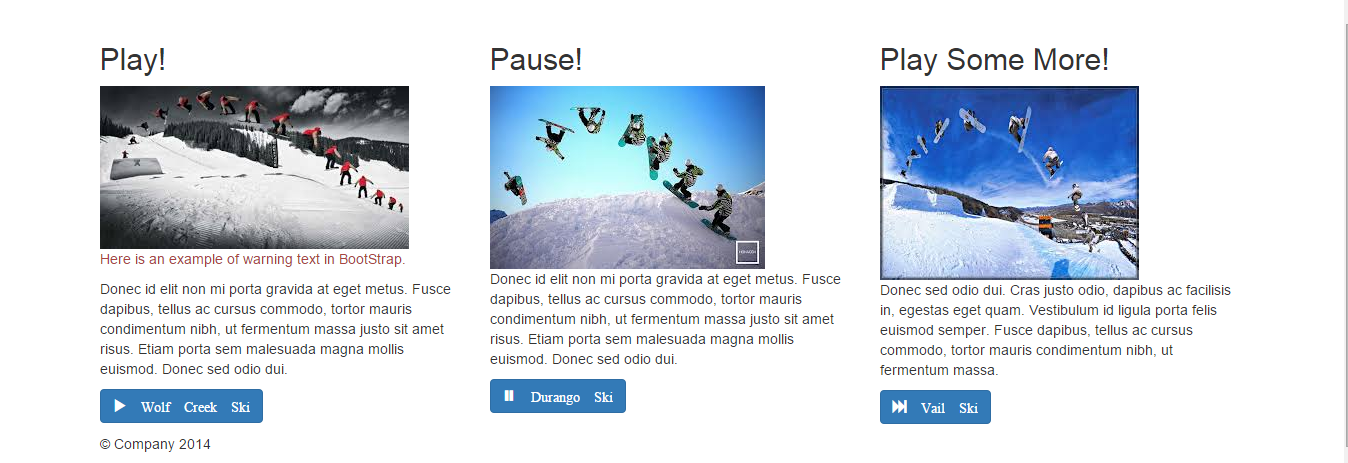 Play!
Here is an example of warning text in BootStrap.
Donec id elit non mi porta gravida at eget metus. Fusce
dapibus, tellus ac cursus commodo, tortor mauris
condimentum nibh, ut fermentum massa justo sit amet
risus. Etiam porta sem malesuada magna mollis
euismod. Donec sed odio dui.
Wolf Creek Ski
Pause!
Donec id elit non mi porta gravida at eget metus. Fusce
dapibus, tellus ac cursus commodo, tortor mauris
condimentum nibh, ut fermentum massa justo sit amet
risus. Etiam porta sem malesuada magna mollis
euismod. Donec sed odio dui.
Durango Ski
Play Some More!
Donec sed odio dui. Cras justo odio, dapibus ac facilisis
in, egestas eget quam. Vestibulum id ligula porta felis
euismod semper. Fusce dapibus, tellus ac cursus
commodo, tortor mauris condimentum nibh, ut
fermentum massa.
Vail Ski
© Company 2014